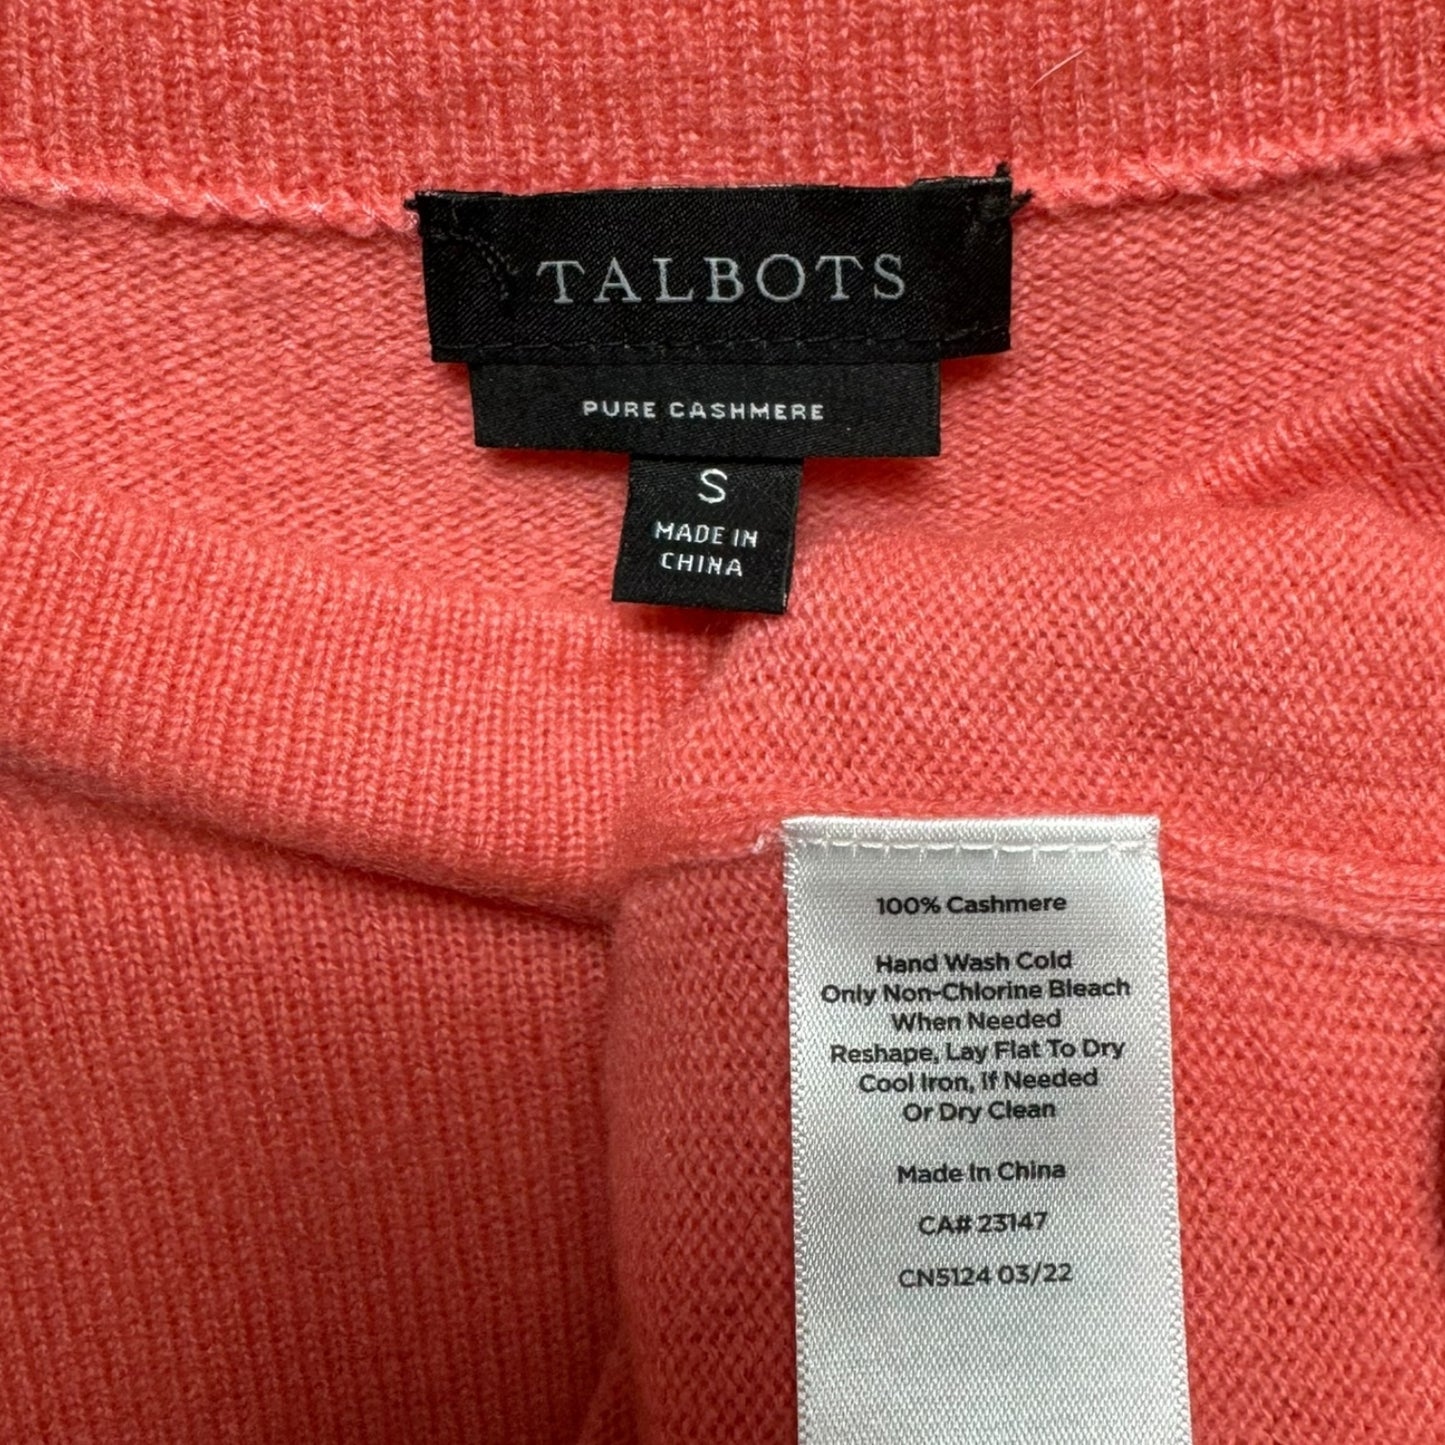 TALBOTS
PURE CASHMERE
S
MADE IN
CHINA
100% Cashmere
Hand Wash Cold
Only Non-Chlorine Bleach
When Needed
Reshape, Lay Flat To Dry
Cool Iron, If Needed
Or Dry Clean
Made In China
CA# 23147
CN5124 03/22